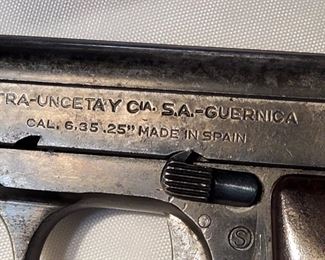 TRA-UNCETA Y CIA. S.A.-GUERNICA
CAL. 6,35 .25" MADE IN SPAIN
S